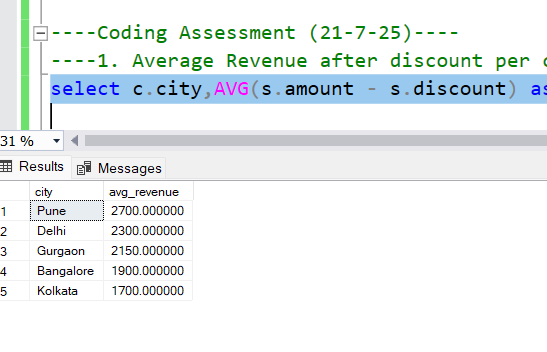 ----Coding Assessment (21-7-25)----
----1. Average Revenue after discount per
select c.city,AVG(s.amount - s.discount) as
31 %
Results Messages
city avg_revenue
1 Pune 2700.000000
2 Delhi 2300.000000
3 Gurgaon 2150.000000
4 Bangalore 1900.000000
5 Kolkata 1700.000000